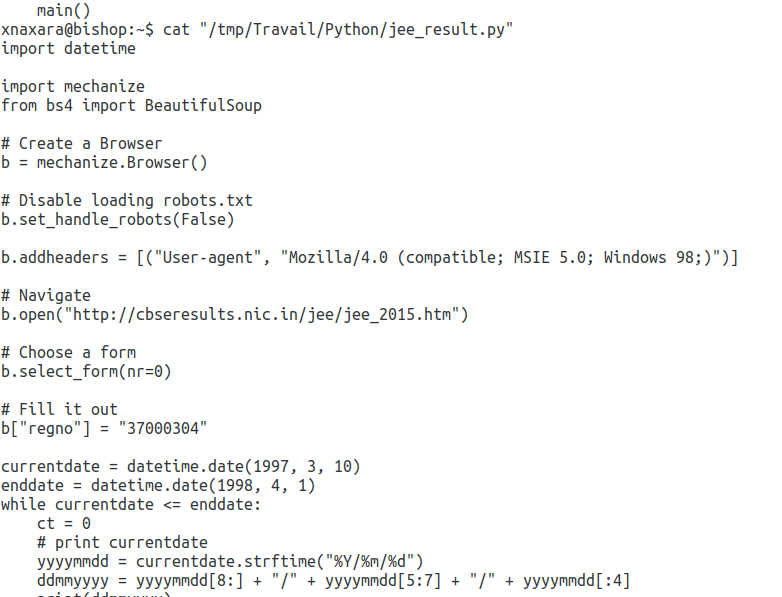 main()
xnaxara@bishop:~$ cat "/tmp/Travail/Python/jee_result.py"
import datetime

import mechanize
from bs4 import BeautifulSoup

# Create a Browser
b = mechanize.Browser()

# Disable loading robots.txt
b.set_handle_robots(False)

b.addheaders = [("User-agent", "Mozilla/4.0 (compatible; MSIE 5.0; Windows 98;)")]

# Navigate
b.open("http://cbseresults.nic.in/jee/jee_2015.htm")

# Choose a form
b.select_form(nr=0)

# Fill it out
b["regno"] = "37000304"

currentdate = datetime.date(1997, 3, 10)
enddate = datetime.date(1998, 4, 1)
while currentdate <= enddate:
    ct = 0
    # print currentdate
    yyyymmdd = currentdate.strftime("%Y/%m/%d")
    ddmmyyyy = yyyymmdd[8:] + "/" + yyyymmdd[5:7] + "/" + yyyymmdd[:4]